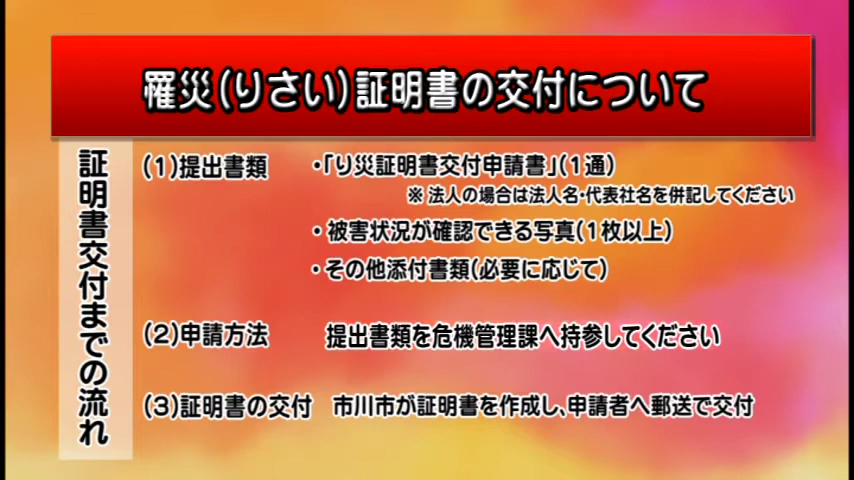 罹災（りさい）証明書の交付について
証明書交付までの流れ
（１）提出書類 ・「り災証明書交付申請書」（１通）
※ 法人の場合は法人名・代表社名を併記してください
・被害状況が確認できる写真（１枚以上）
・その他添付書類（必要に応じて）
（２）申請方法 提出書類を危機管理課へ持参してください
（３）証明書の交付 市川市が証明書を作成し、申請者へ郵送で交付